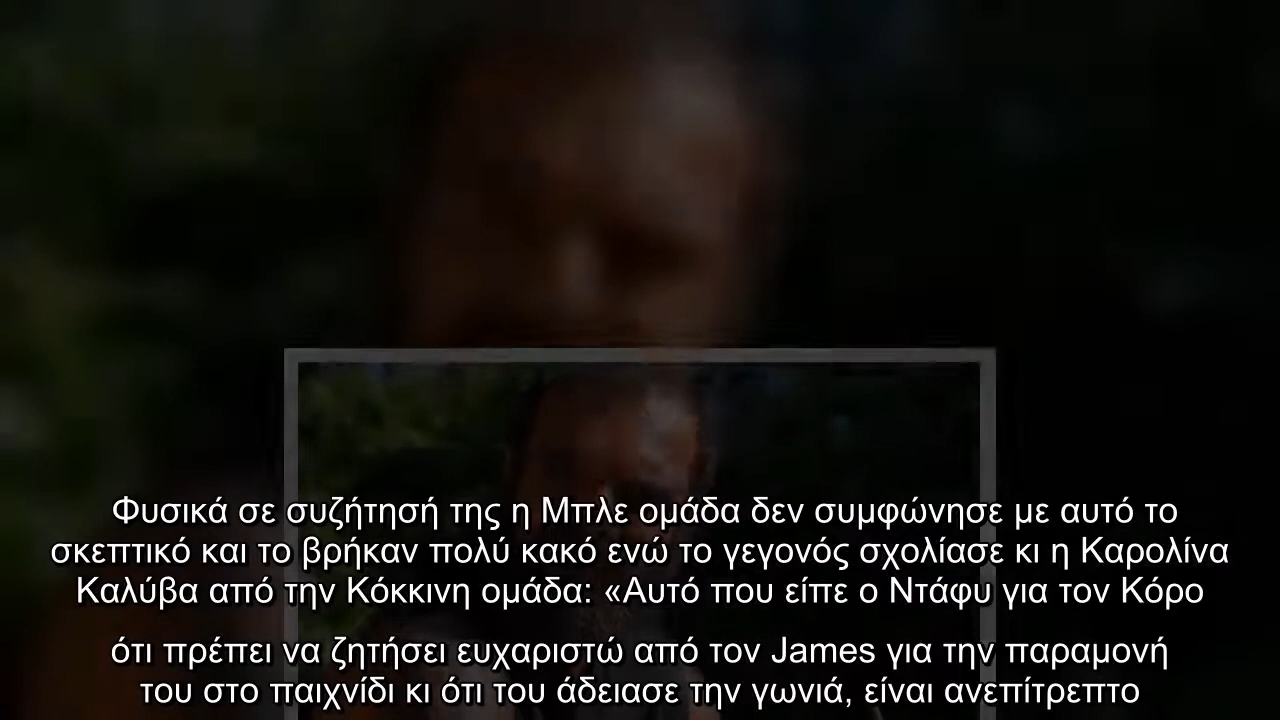 Φυσικά σε συζήτησή της η Μπλε ομάδα δεν συμφώνησε με αυτό το
σκεπτικό και το βρήκαν πολύ κακό ενώ το γεγονός σχολίασε κι η Καρολίνα
Καλύβα από την Κόκκινη ομάδα: «Αυτό που είπε ο Ντάφυ για τον Κόρο
ότι πρέπει να ζητήσει ευχαριστώ από τον James για την παραμονή
του στο παιχνίδι κι ότι του άδειασε την γωνιά, είναι ανεπίτρεπτο